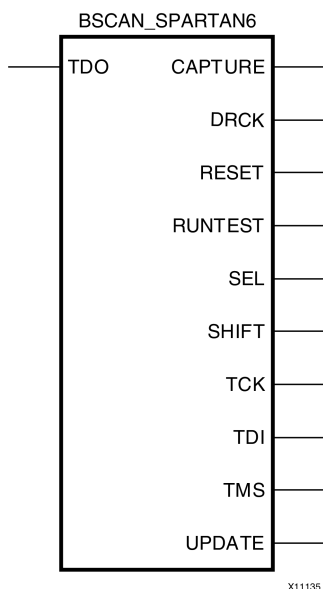 BSCAN_SPARTAN6
TDO CAPTURE
DRCK
RESET
RUNTEST
SEL
SHIFT
TCK
TDI
TMS
UPDATE
X11135